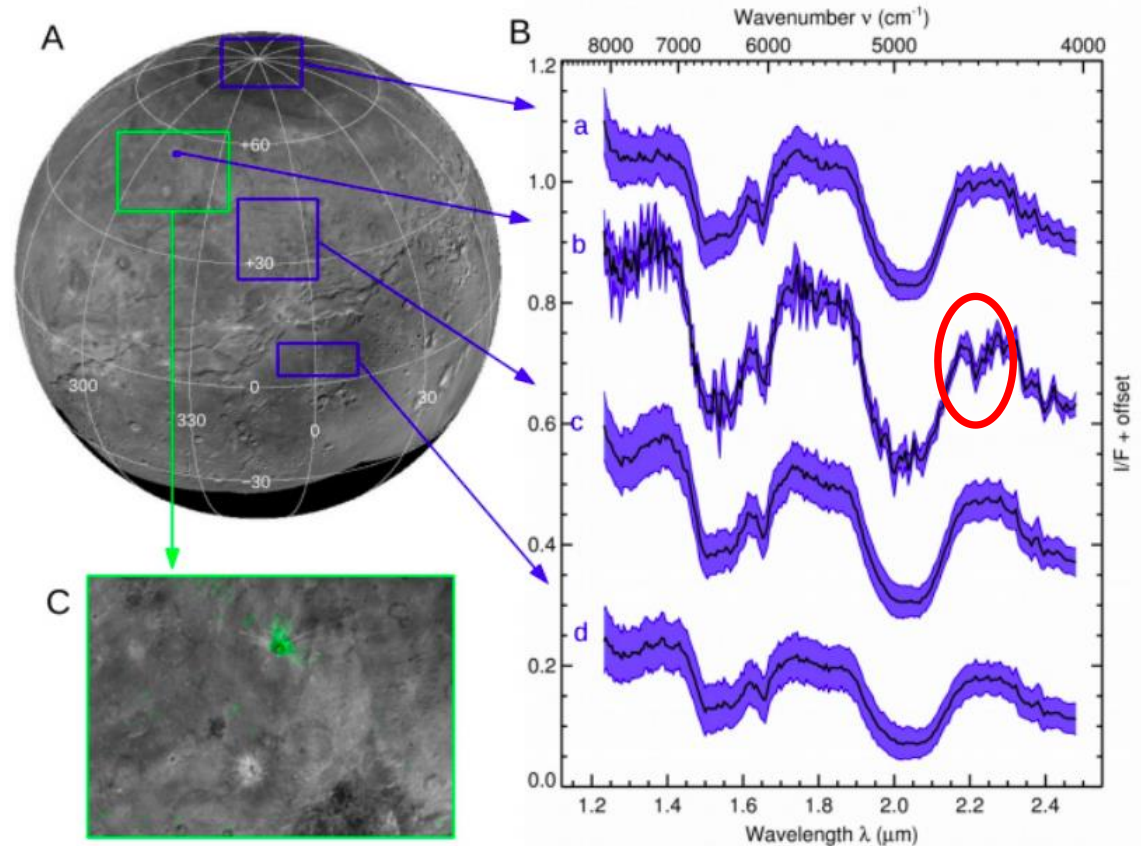 A
+60
+30
300
0
30
330
0
−30
C
B
Wavenumber ν (cm⁻¹)
8000 7000 6000 5000 4000
1.2
a
1.0
b
0.8
0.6
c
0.4
d
0.2
0.0
1.2 1.4 1.6 1.8 2.0 2.2 2.4
Wavelength λ (μm)
I/F + offset